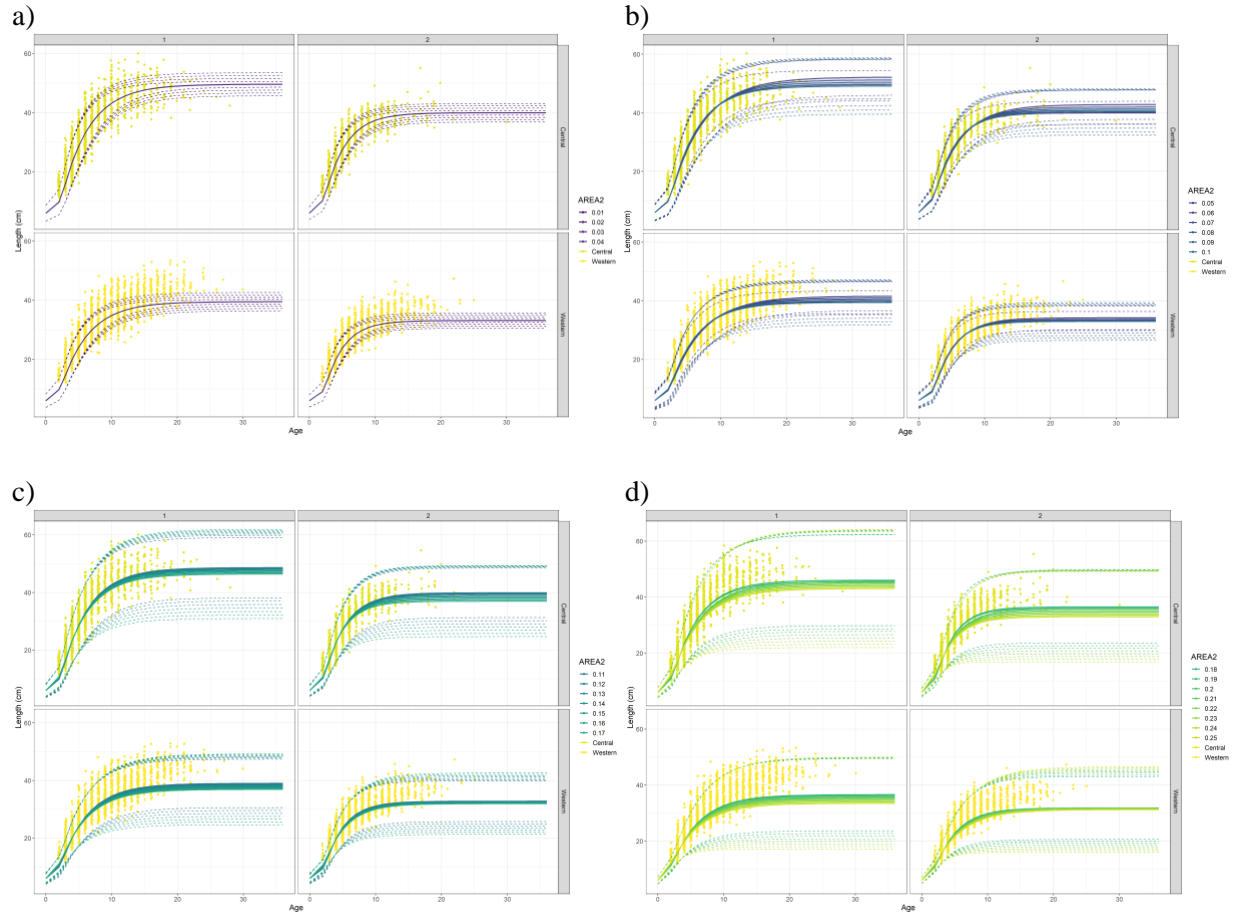 a)
1
2
60
40
20
Central
60
40
20
Western
Length (cm)
0
10
20
30
0
10
20
30
Age
AREA2
0.01
0.02
0.03
0.04
Central
Western
b)
1
2
60
40
20
Central
60
40
20
Western
Length (cm)
0
10
20
30
0
10
20
30
Age
AREA2
0.05
0.06
0.07
0.08
0.09
0.1
Central
Western
c)
1
2
60
40
20
Central
60
40
20
Western
Length (cm)
0
10
20
30
0
10
20
30
Age
AREA2
0.11
0.12
0.13
0.14
0.15
0.16
0.17
Central
Western
d)
1
2
60
40
20
Central
60
40
20
Western
Length (cm)
0
10
20
30
0
10
20
30
Age
AREA2
0.18
0.19
0.2
0.21
0.22
0.23
0.24
0.25
Central
Western